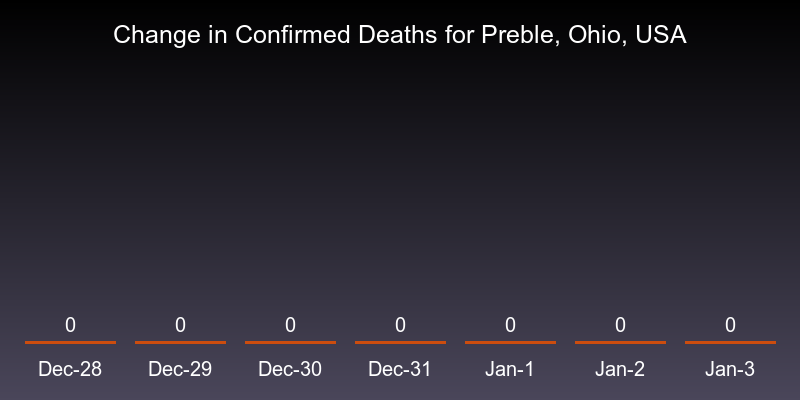 Change in Confirmed Deaths for Preble, Ohio, USA
0 0 0 0 0 0 0
Dec-28 Dec-29 Dec-30 Dec-31 Jan-1 Jan-2 Jan-3